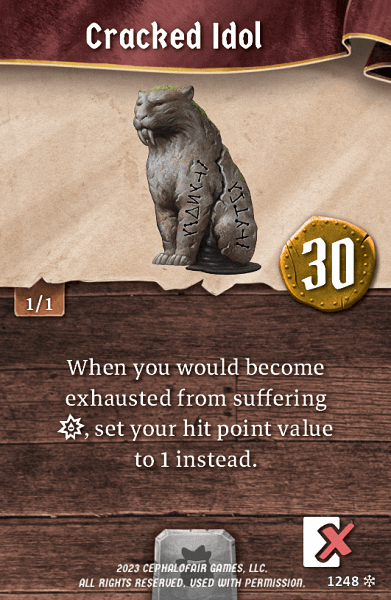 Cracked Idol
30
1/1
When you would become
exhausted from suffering
, set your hit point value
to 1 instead.
2023 CEPHALOFAIR GAMES, LLC.
ALL RIGHTS RESERVED. USED WITH PERMISSION.
1248